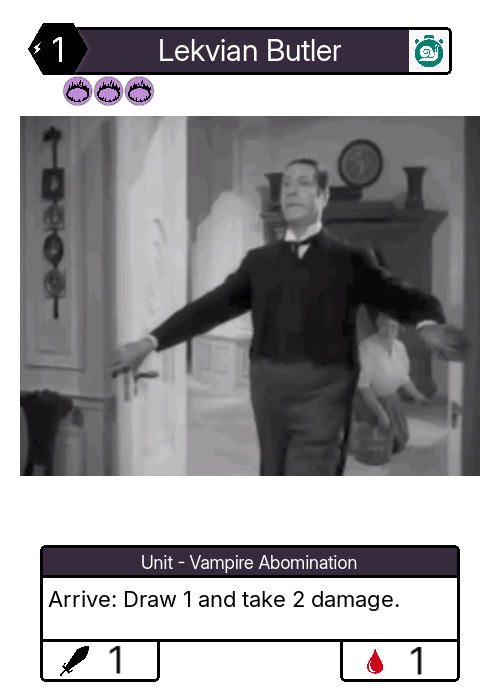 1 Lekvian Butler
Unit - Vampire Abomination
Arrive: Draw 1 and take 2 damage.
1 1